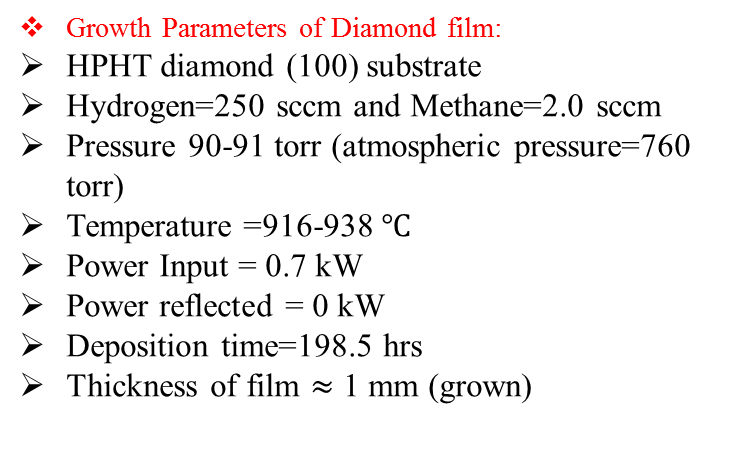 ❖ Growth Parameters of Diamond film:
➢ HPHT diamond (100) substrate
➢ Hydrogen=250 sccm and Methane=2.0 sccm
➢ Pressure 90-91 torr (atmospheric pressure=760
torr)
➢ Temperature =916-938 ℃
➢ Power Input = 0.7 kW
➢ Power reflected = 0 kW
➢ Deposition time=198.5 hrs
➢ Thickness of film ≈ 1 mm (grown)